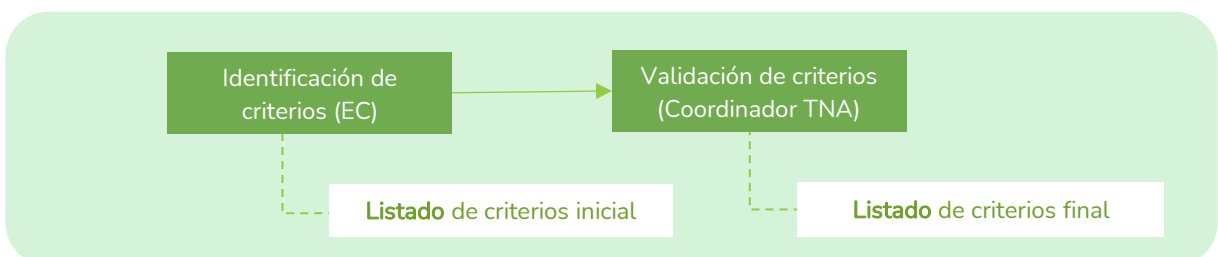 Identificación de
criterios (EC)
Validación de criterios
(Coordinador TNA)
Listado de criterios inicial
Listado de criterios final